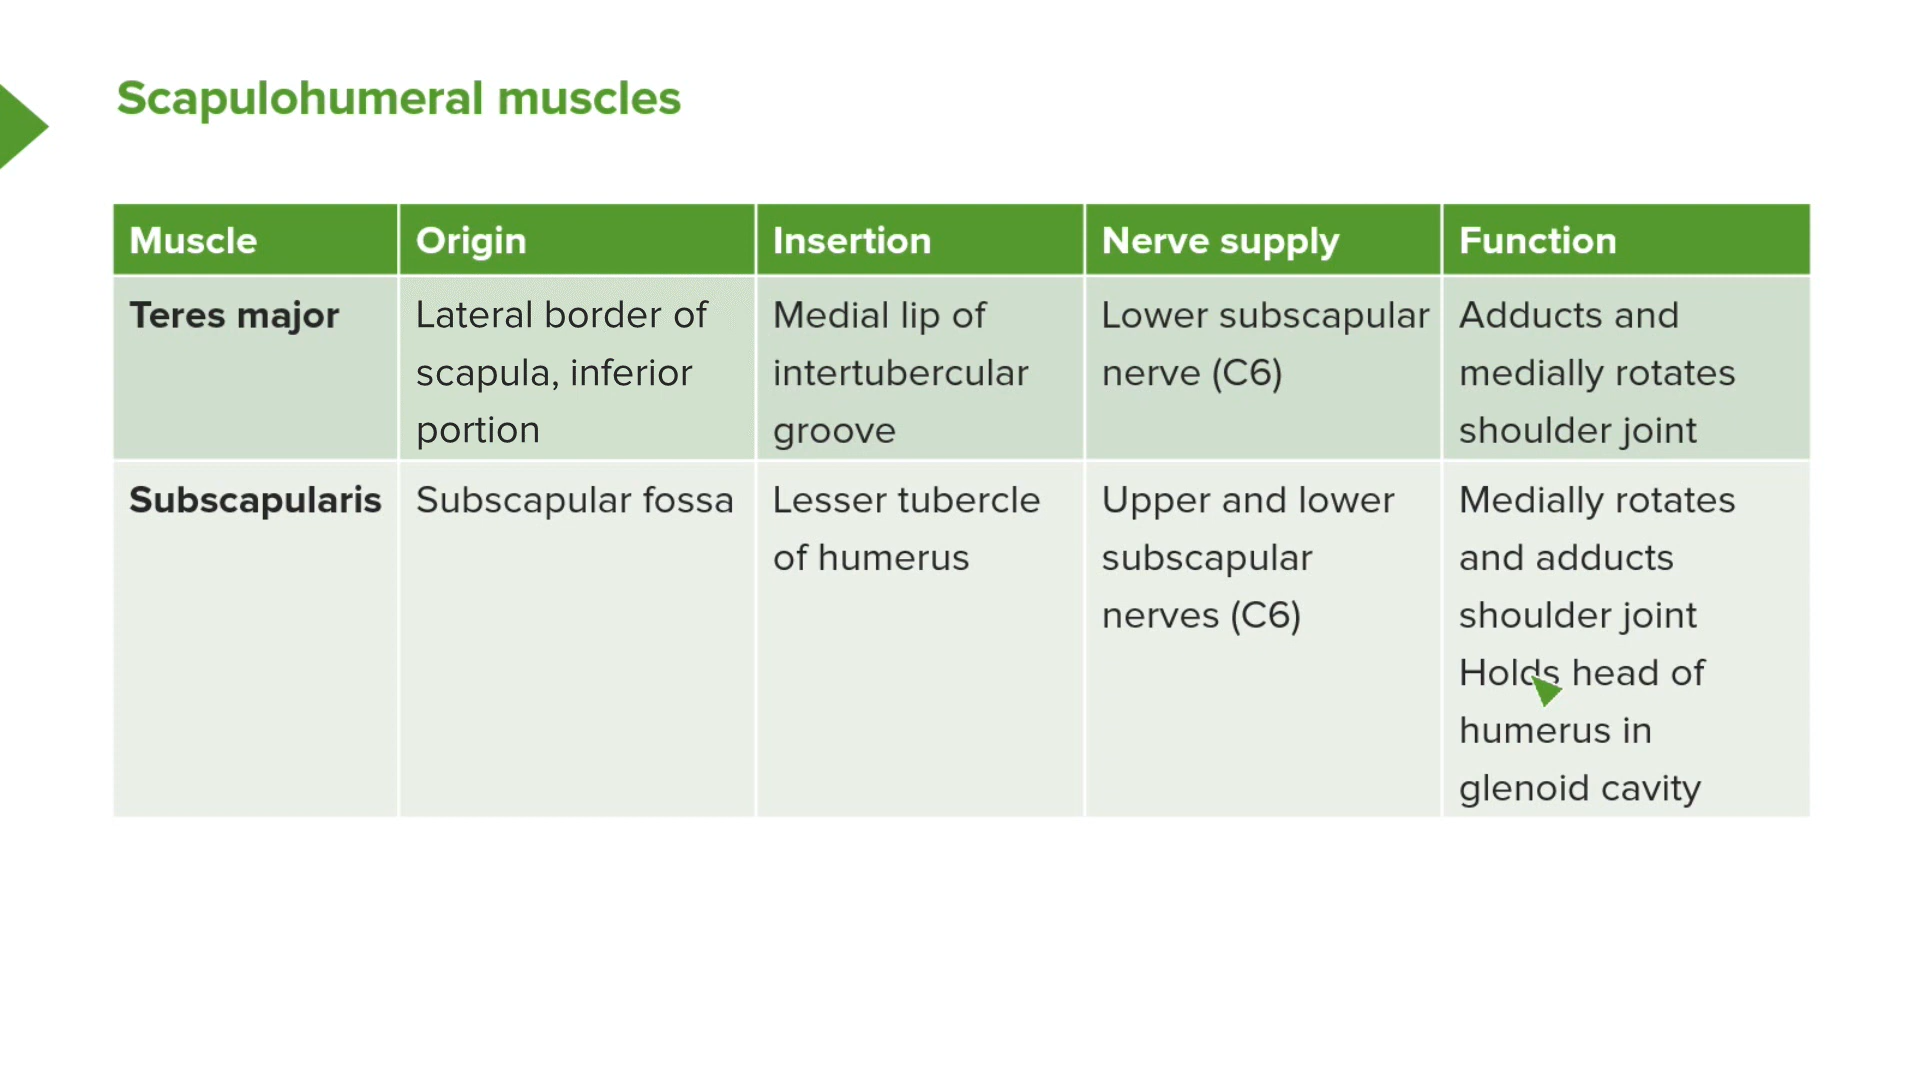 Scapulohumeral muscles
Muscle
Origin
Insertion
Nerve supply
Function
Teres major
Lateral border of
scapula, inferior
portion
Medial lip of
intertubercular
groove
Lower subscapular
nerve (C6)
Adducts and
medially rotates
shoulder joint
Subscapularis
Subscapular fossa
Lesser tubercle
of humerus
Upper and lower
subscapular
nerves (C6)
Medially rotates
and adducts
shoulder joint
Holds head of
humerus in
glenoid cavity